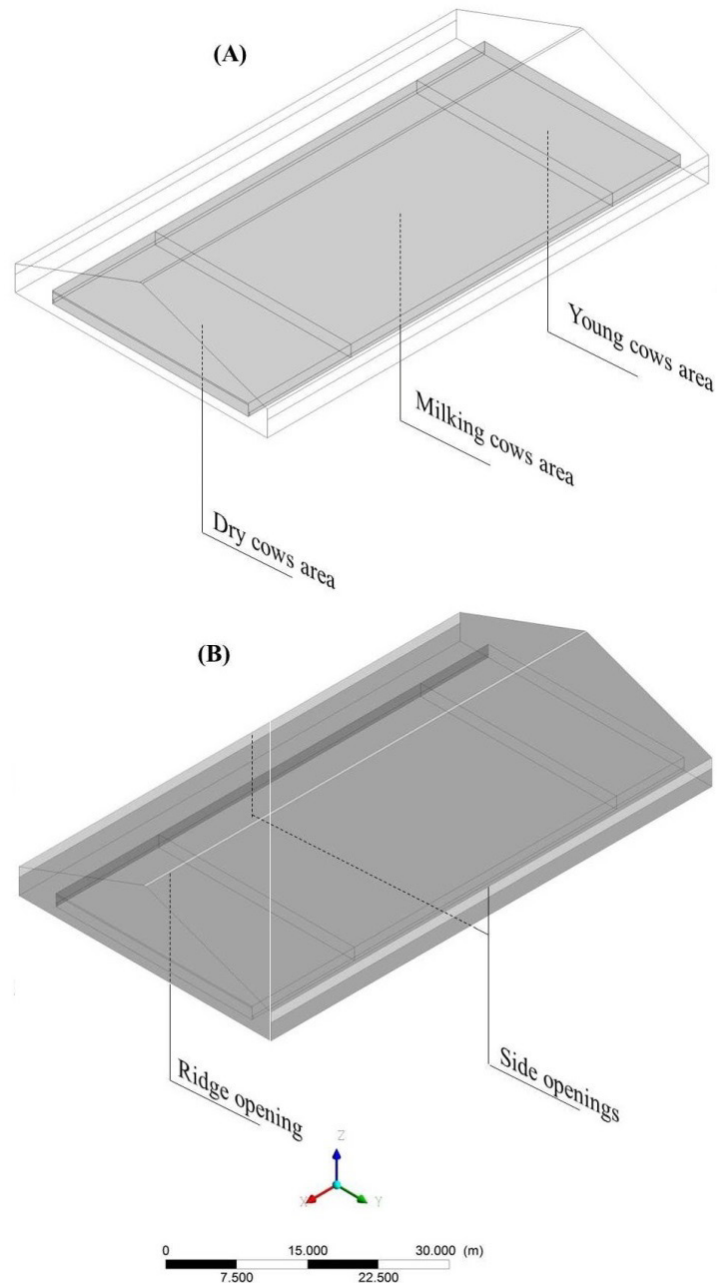 (A)
Young cows area
Milking cows area
Dry cows area
(B)
Side openings
Ridge opening
Z
X
Y
0 15.000 30.000 (m)
7.500 22.500